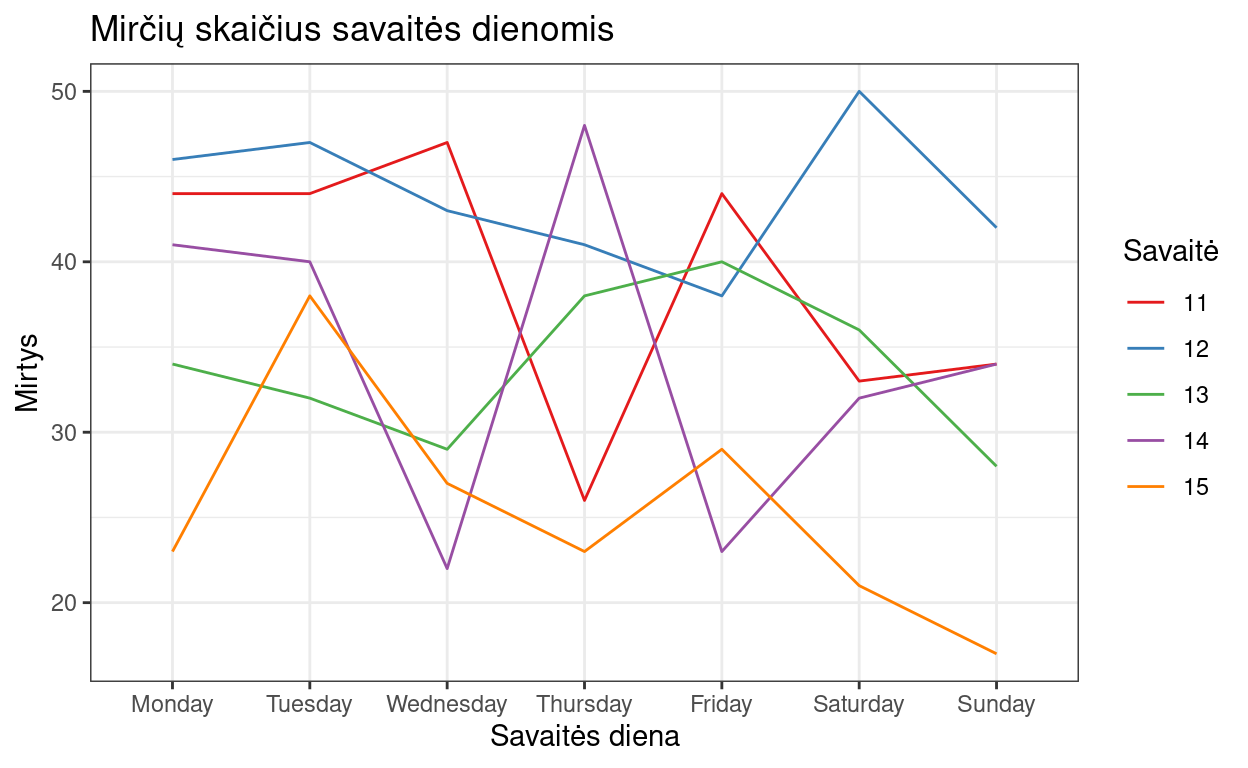 Mirčių skaičius savaitės dienomis
50
40
30
20
Mirtys
Monday Tuesday Wednesday Thursday Friday Saturday Sunday
Savaitės diena
Savaitė
11
12
13
14
15